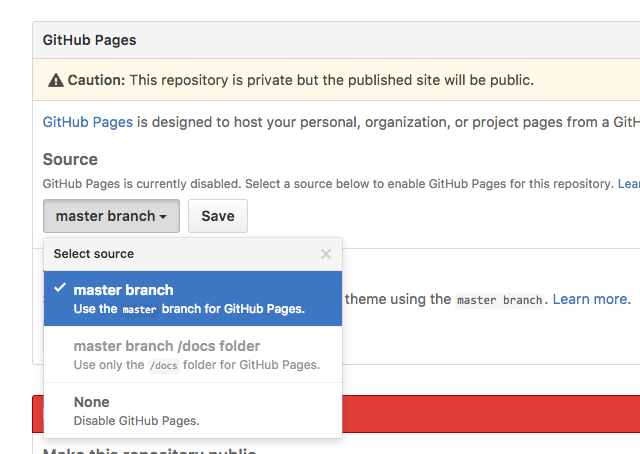 GitHub Pages
Caution: This repository is private but the published site will be public.
GitHub Pages is designed to host your personal, organization, or project pages from a GitH
Source
GitHub Pages is currently disabled. Select a source below to enable GitHub Pages for this repository. Lear
master branch
Save
Select source
master branch
Use the master branch for GitHub Pages.
theme using the master branch. Learn more.
master branch /docs folder
Use only the /docs folder for GitHub Pages.
None
Disable GitHub Pages.
Make this repository public